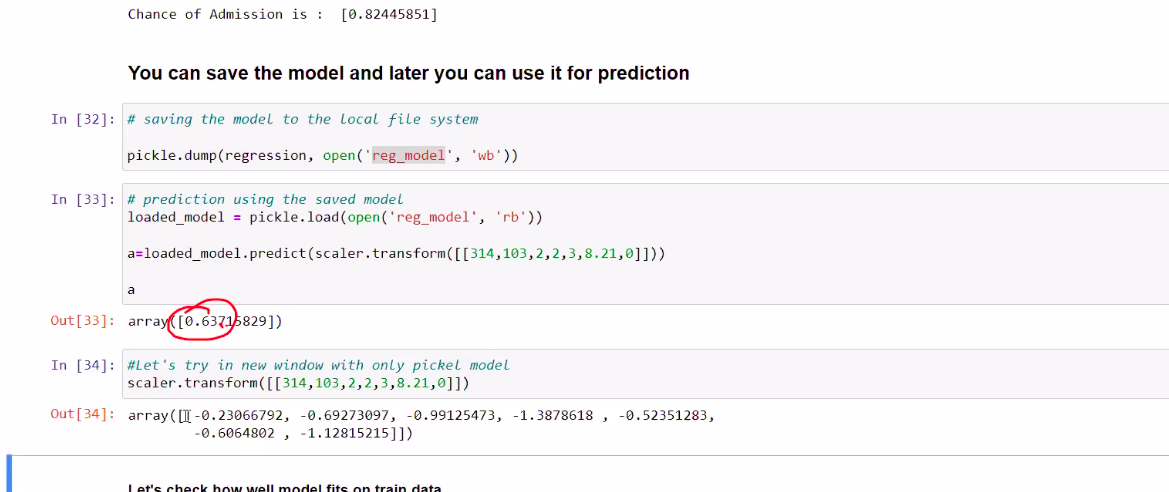 Chance of Admission is :  [0.82445851]
You can save the model and later you can use it for prediction
In [32]: # saving the model to the local file system
pickle.dump(regression, open('reg_model', 'wb'))
In [33]: # prediction using the saved model
loaded_model = pickle.load(open('reg_model', 'rb'))
a=loaded_model.predict(scaler.transform([[314,103,2,2,3,8.21,0]]))
a
Out[33]: array([0.63715829])
In [34]: #Let's try in new window with only pickel model
scaler.transform([[314,103,2,2,3,8.21,0]])
Out[34]: array([[-0.23066792, -0.69273097, -0.99125473, -1.3878618 , -0.52351283,
-0.6064802 , -1.12815215]])
Let's check how well model fits on train data